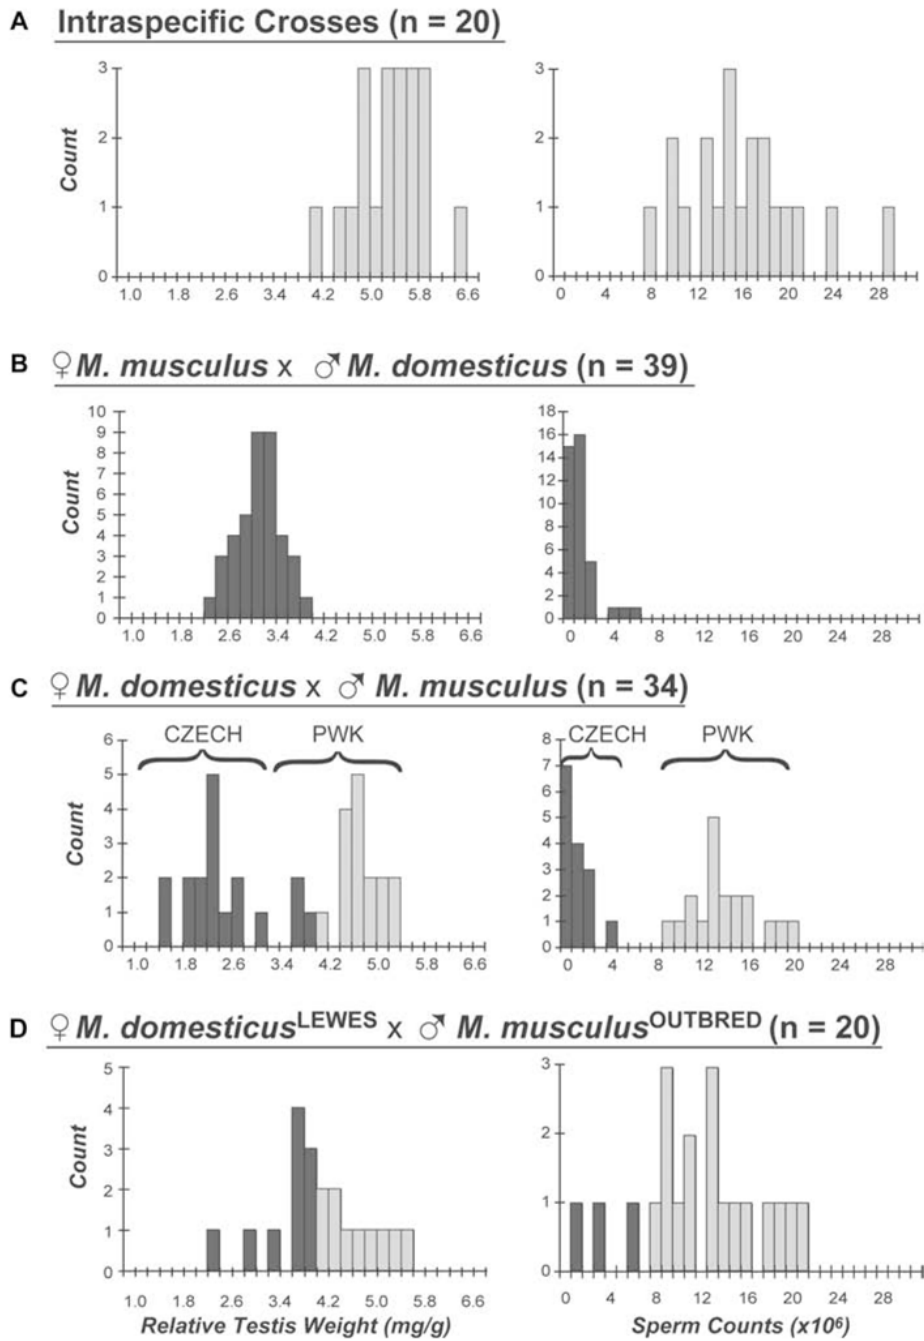 A Intraspecific Crosses (n = 20)
Count
3
2
1
0
1.0 1.8 2.6 3.4 4.2 5.0 5.8 6.6
3
2
1
0
0 4 8 12 16 20 24 28
B ♀ M. musculus x ♂ M. domesticus (n = 39)
Count
10
9
8
7
6
5
4
3
2
1
0
1.0 1.8 2.6 3.4 4.2 5.0 5.8 6.6
18
16
14
12
10
8
6
4
2
0
0 4 8 12 16 20 24 28
C ♀ M. domesticus x ♂ M. musculus (n = 34)
CZECH PWK
Count
6
5
4
3
2
1
0
1.0 1.8 2.6 3.4 4.2 5.0 5.8 6.6
CZECH PWK
8
7
6
5
4
3
2
1
0
0 4 8 12 16 20 24 28
D ♀ M. domesticusLEWES x ♂ M. musculusOUTBRED (n = 20)
Count
5
4
3
2
1
0
1.0 1.8 2.6 3.4 4.2 5.0 5.8 6.6
Relative Testis Weight (mg/g)
3
2
1
0
0 4 8 12 16 20 24 28
Sperm Counts (x10⁶)